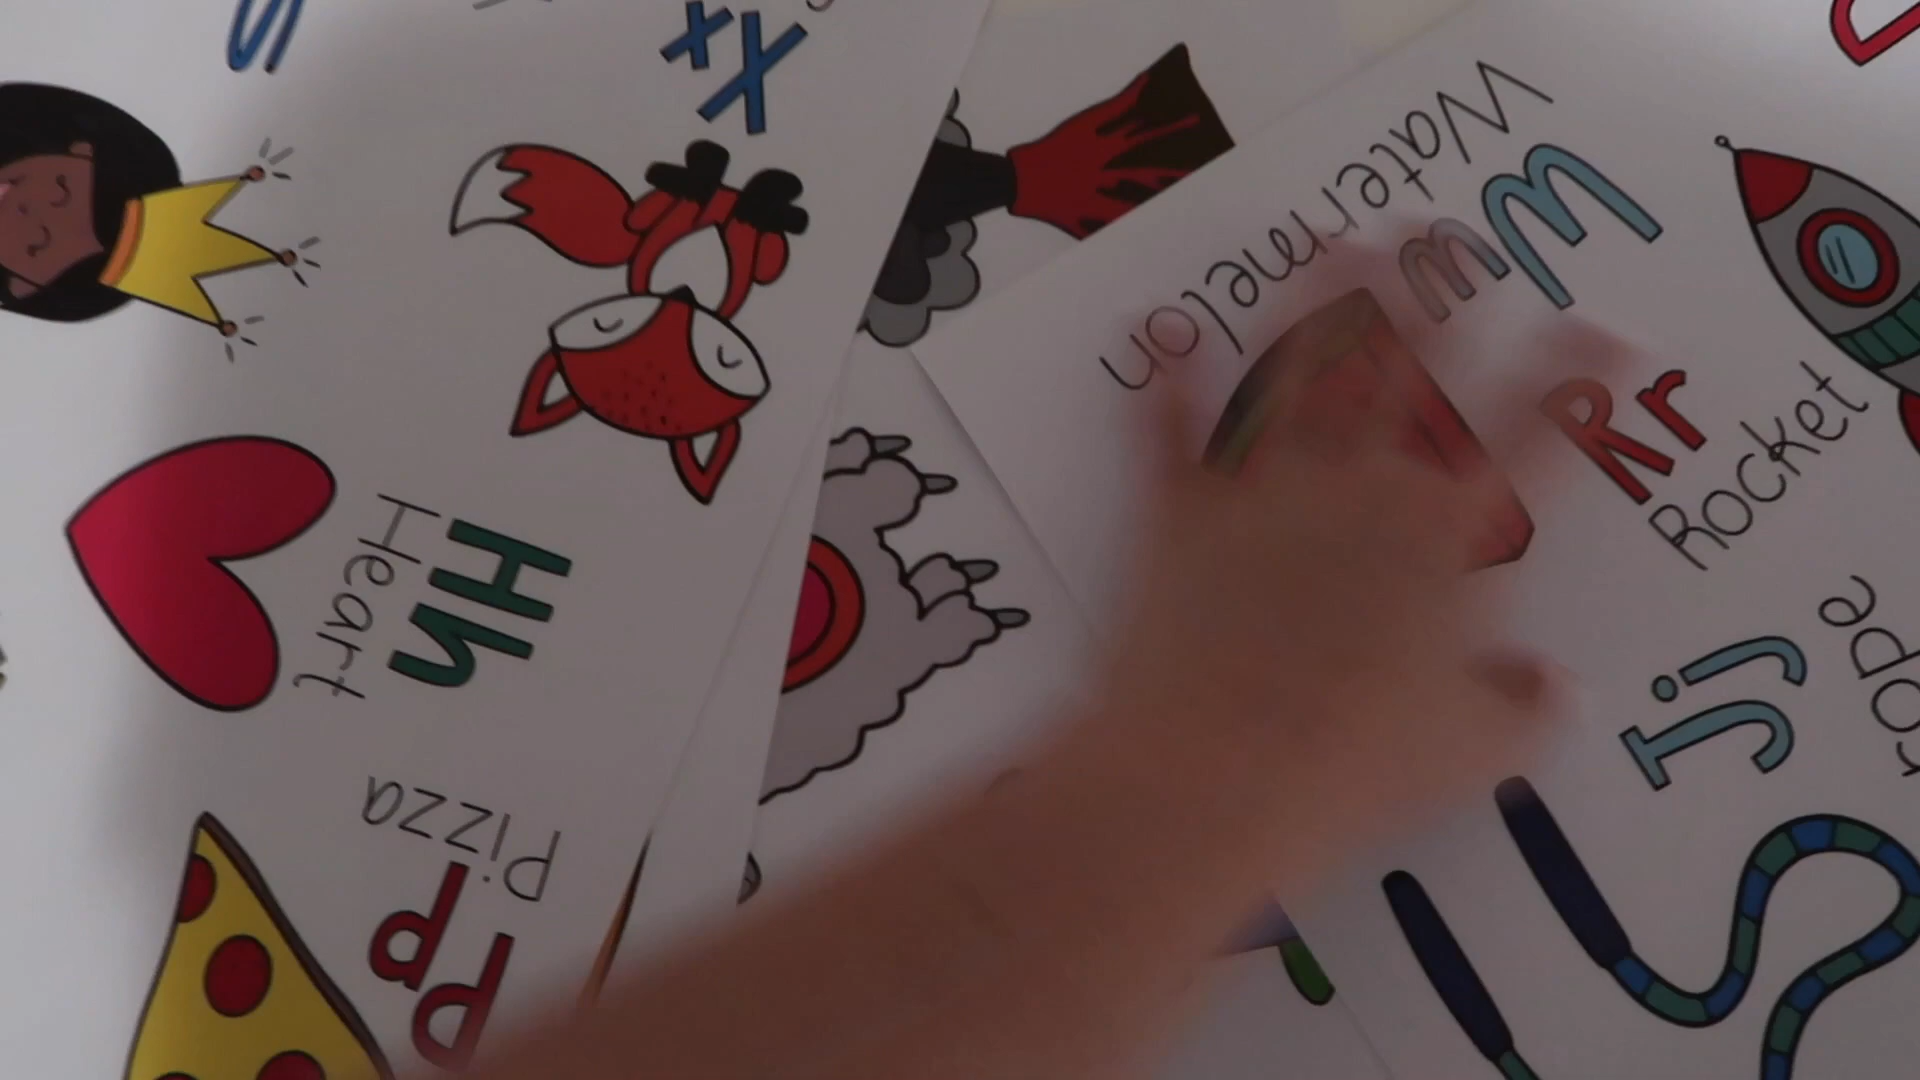 Xx
Watermelon
Ww
Rr
Rocket
Hh
Heart
Jj
Pizza
Pp